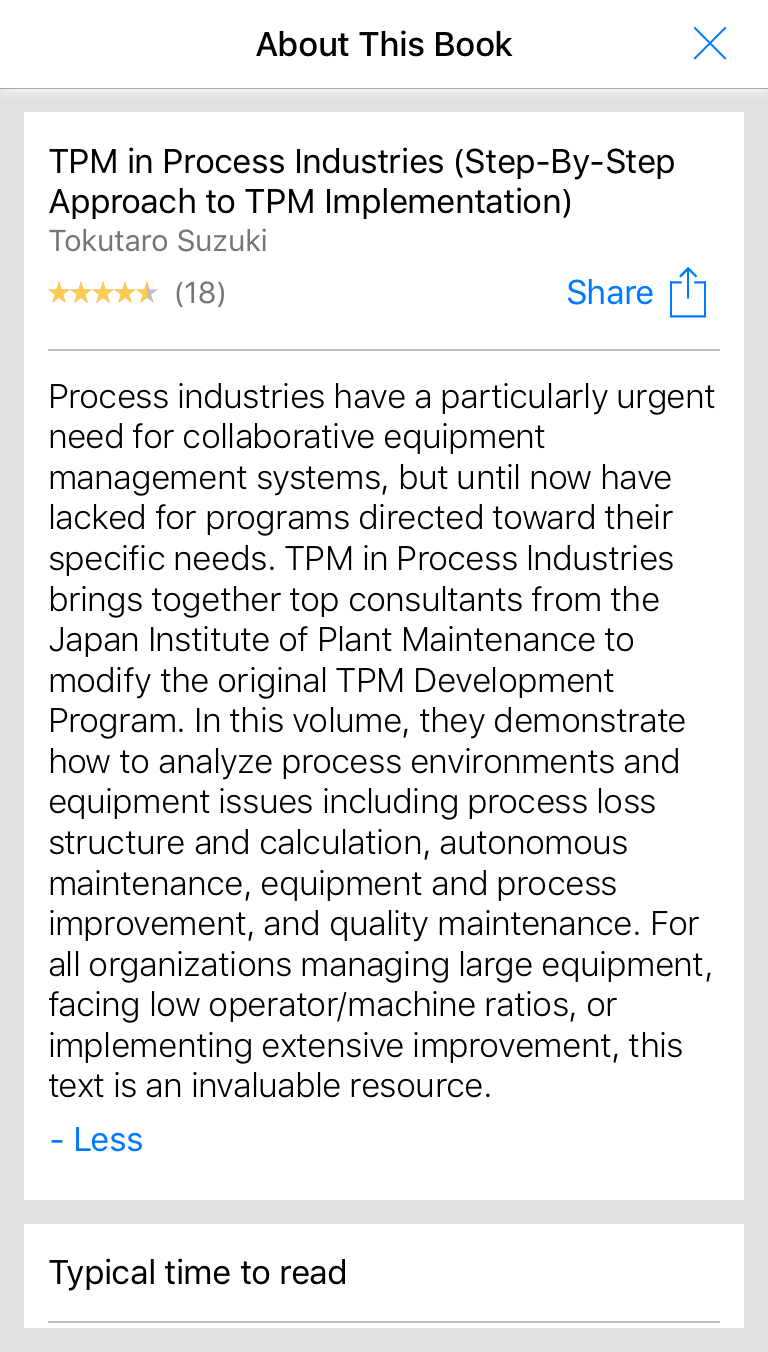 About This Book
TPM in Process Industries (Step-By-Step
Approach to TPM Implementation)
Tokutaro Suzuki
(18)
Share
Process industries have a particularly urgent
need for collaborative equipment
management systems, but until now have
lacked for programs directed toward their
specific needs. TPM in Process lndustries
brings together top consultants from the
Japan Institute of Plant Maintenance to
modify the original TPM Development
Program. In this volume, they demonstrate
how to analyze process environments and
equipment issues including process loss
structure and calculation, autonomous
maintenance, equipment and process
improvement, and quality maintenance. For
all organizations managing large equipment,
facing low operator/machine ratios, or
implementing extensive improvement, this
text is an invaluable resource.
- Less
Typical time to read